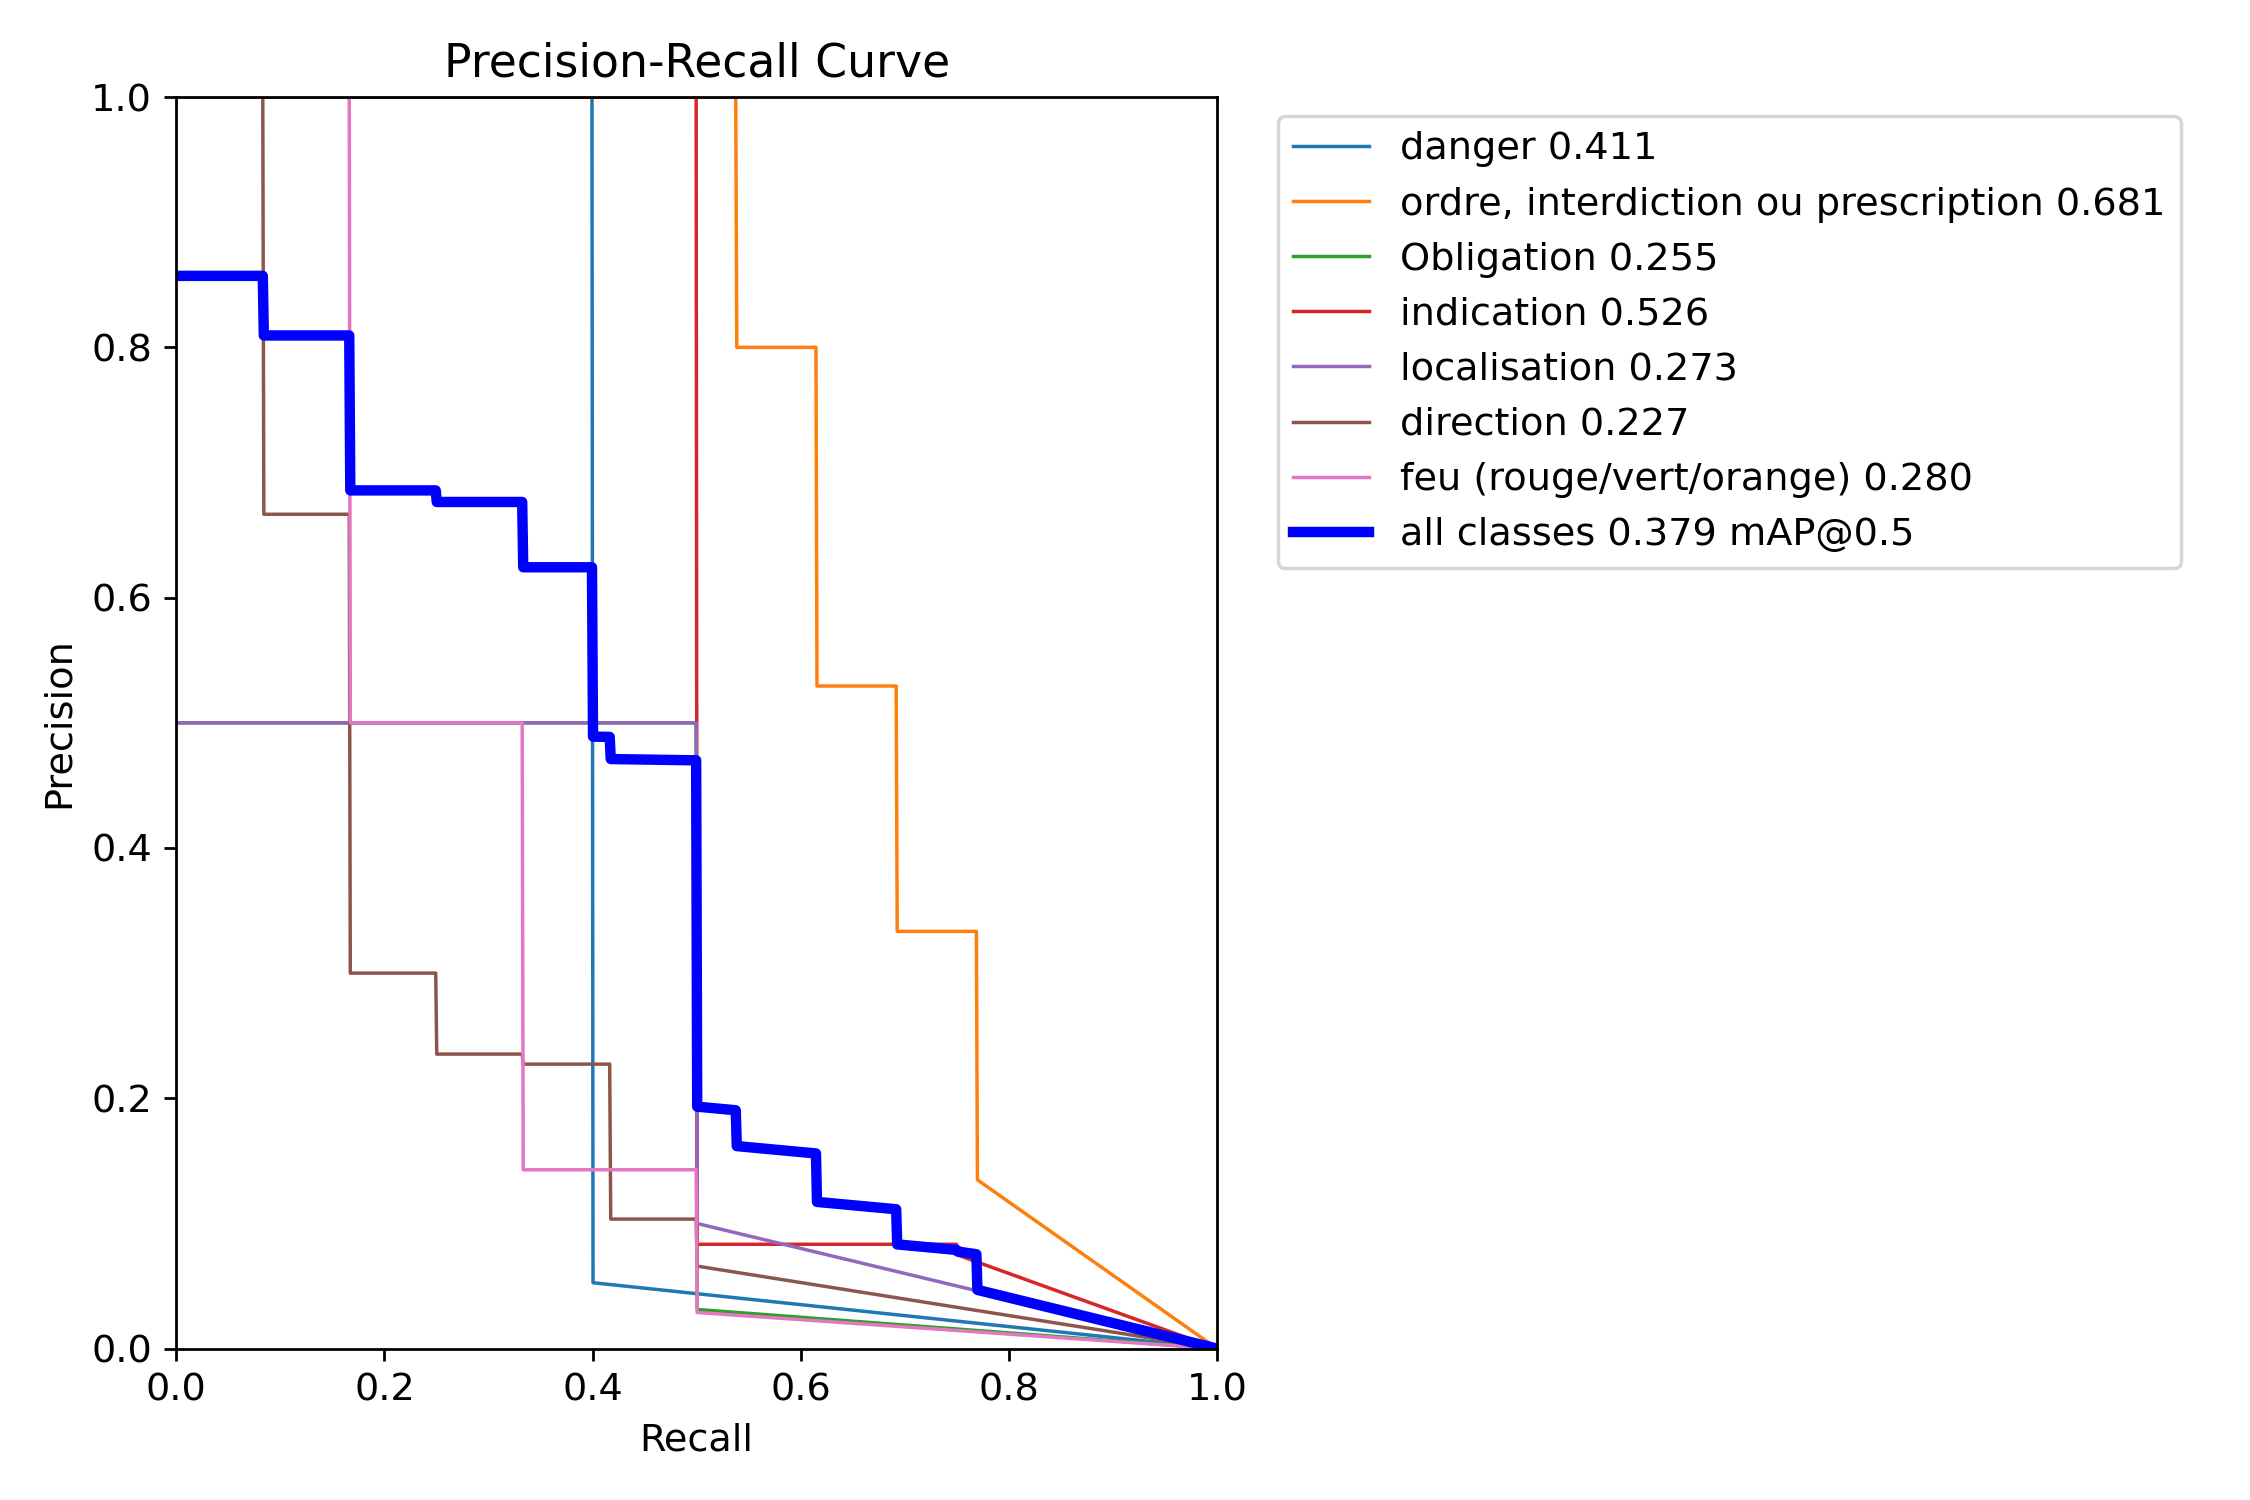 Precision-Recall Curve
1.0
0.8
0.6
0.4
0.2
0.0
Precision
0.0 0.2 0.4 0.6 0.8 1.0
Recall
danger 0.411
ordre, interdiction ou prescription 0.681
Obligation 0.255
indication 0.526
localisation 0.273
direction 0.227
feu (rouge/vert/orange) 0.280
all classes 0.379 mAP@0.5